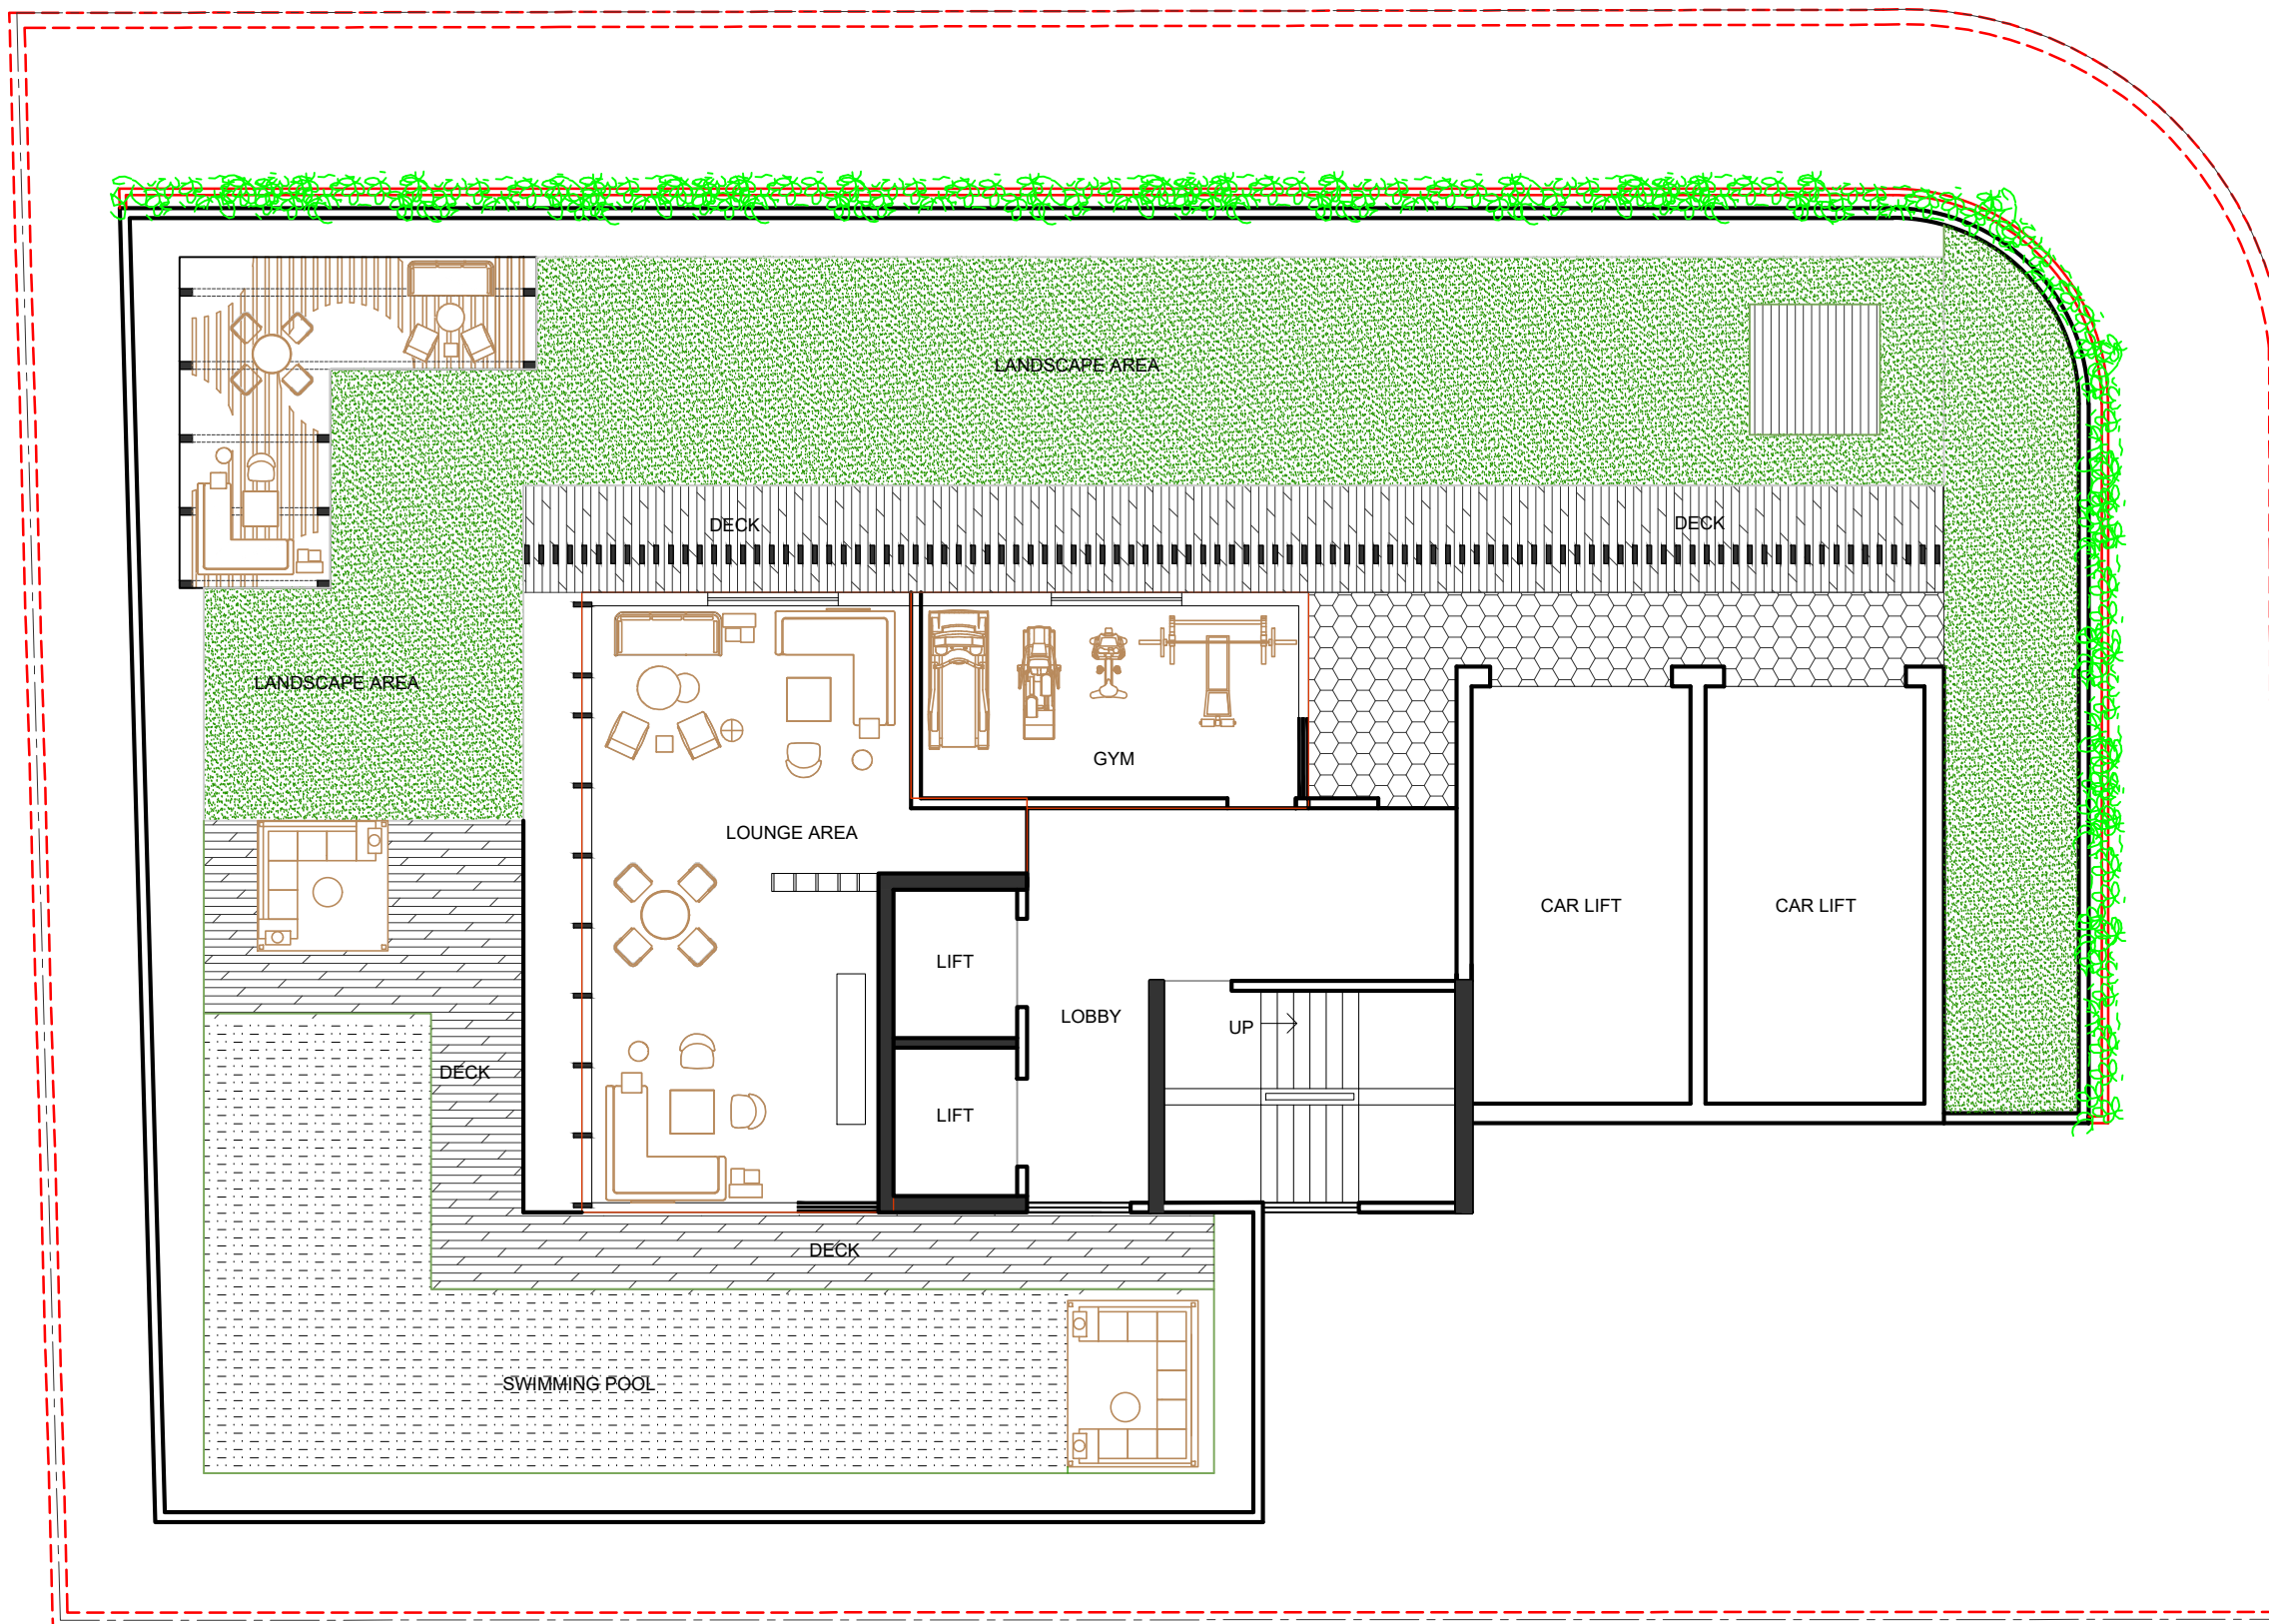 LANDSCAPE AREA
DECK
DECK
LANDSCAPE AREA
GYM
LOUNGE AREA
CAR LIFT
CAR LIFT
LIFT
LOBBY
UP
DECK
LIFT
DECK
SWIMMING POOL